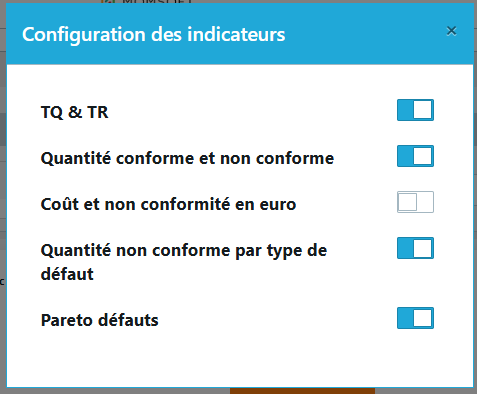 Configuration des indicateurs
×
TQ & TR
Quantité conforme et non conforme
Coût et non conformité en euro
Quantité non conforme par type de
défaut
Pareto défauts